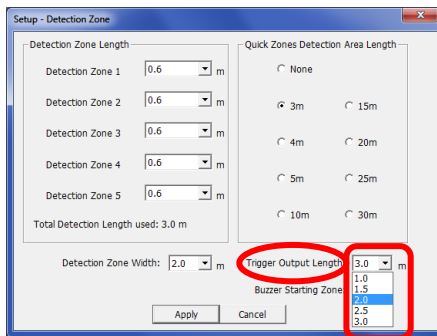 Setup - Detection Zone
Detection Zone Length
Detection Zone 1 0.6 m
Detection Zone 2 0.6 m
Detection Zone 3 0.6 m
Detection Zone 4 0.6 m
Detection Zone 5 0.6 m
Total Detection Length used: 3.0 m
Quick Zones Detection Area Length
None
3m 15m
4m 20m
5m 25m
10m 30m
Detection Zone Width: 2.0 m Trigger Output Length: 3.0 m
Buzzer Starting Zone
1.0
1.5
2.0
2.5
3.0
Apply Cancel